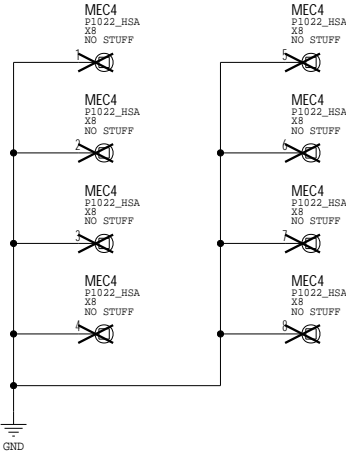 MEC4
P1022_HSA
X8
NO STUFF
1
MEC4
P1022_HSA
X8
NO STUFF
5
MEC4
P1022_HSA
X8
NO STUFF
2
MEC4
P1022_HSA
X8
NO STUFF
6
MEC4
P1022_HSA
X8
NO STUFF
3
MEC4
P1022_HSA
X8
NO STUFF
7
MEC4
P1022_HSA
X8
NO STUFF
4
MEC4
P1022_HSA
X8
NO STUFF
8
GND